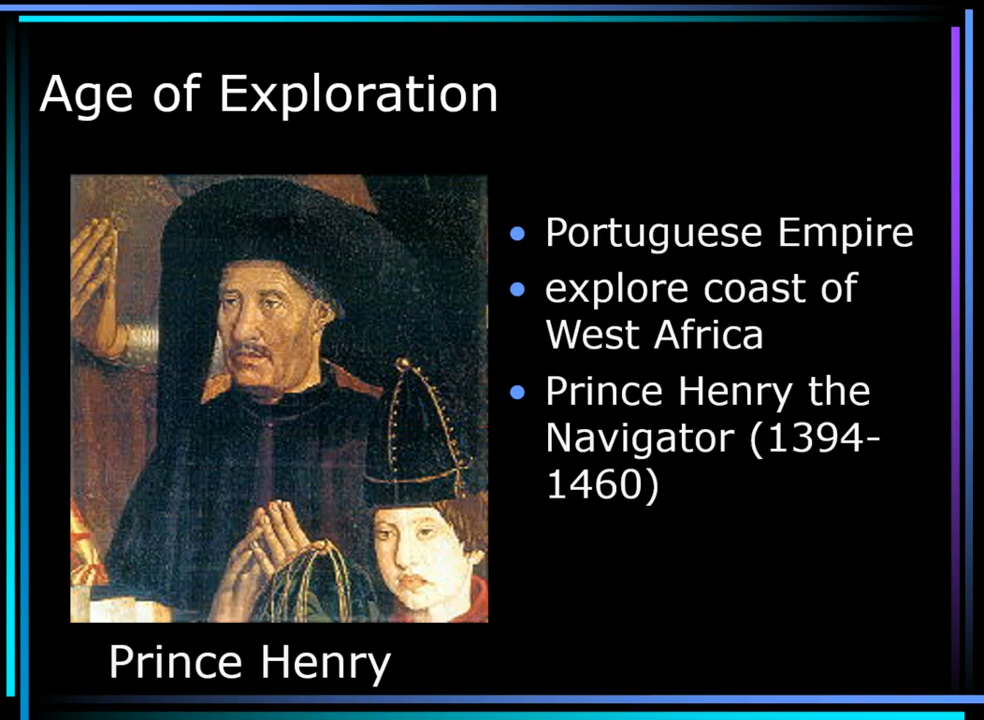 Age of Exploration
• Portuguese Empire
• explore coast of
West Africa
• Prince Henry the
Navigator (1394-
1460)
Prince Henry